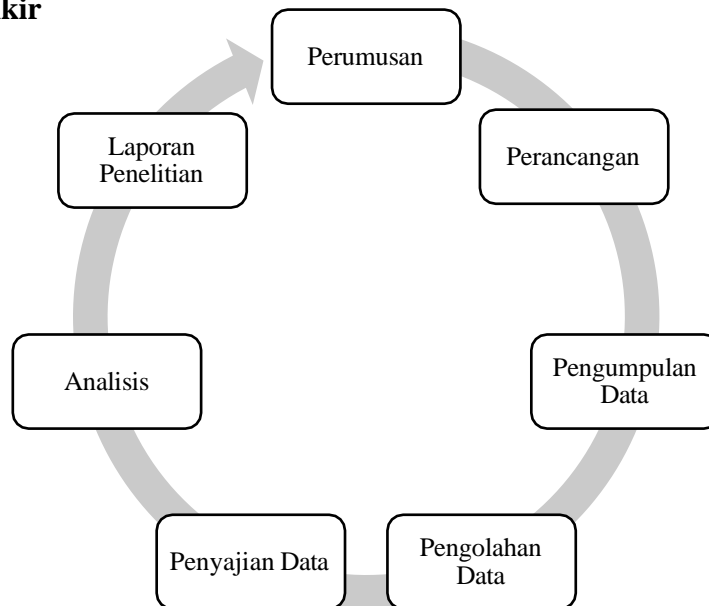 kir
Perumusan
Perancangan
Pengumpulan
Data
Pengolahan
Data
Penyajian Data
Analisis
Laporan
Penelitian